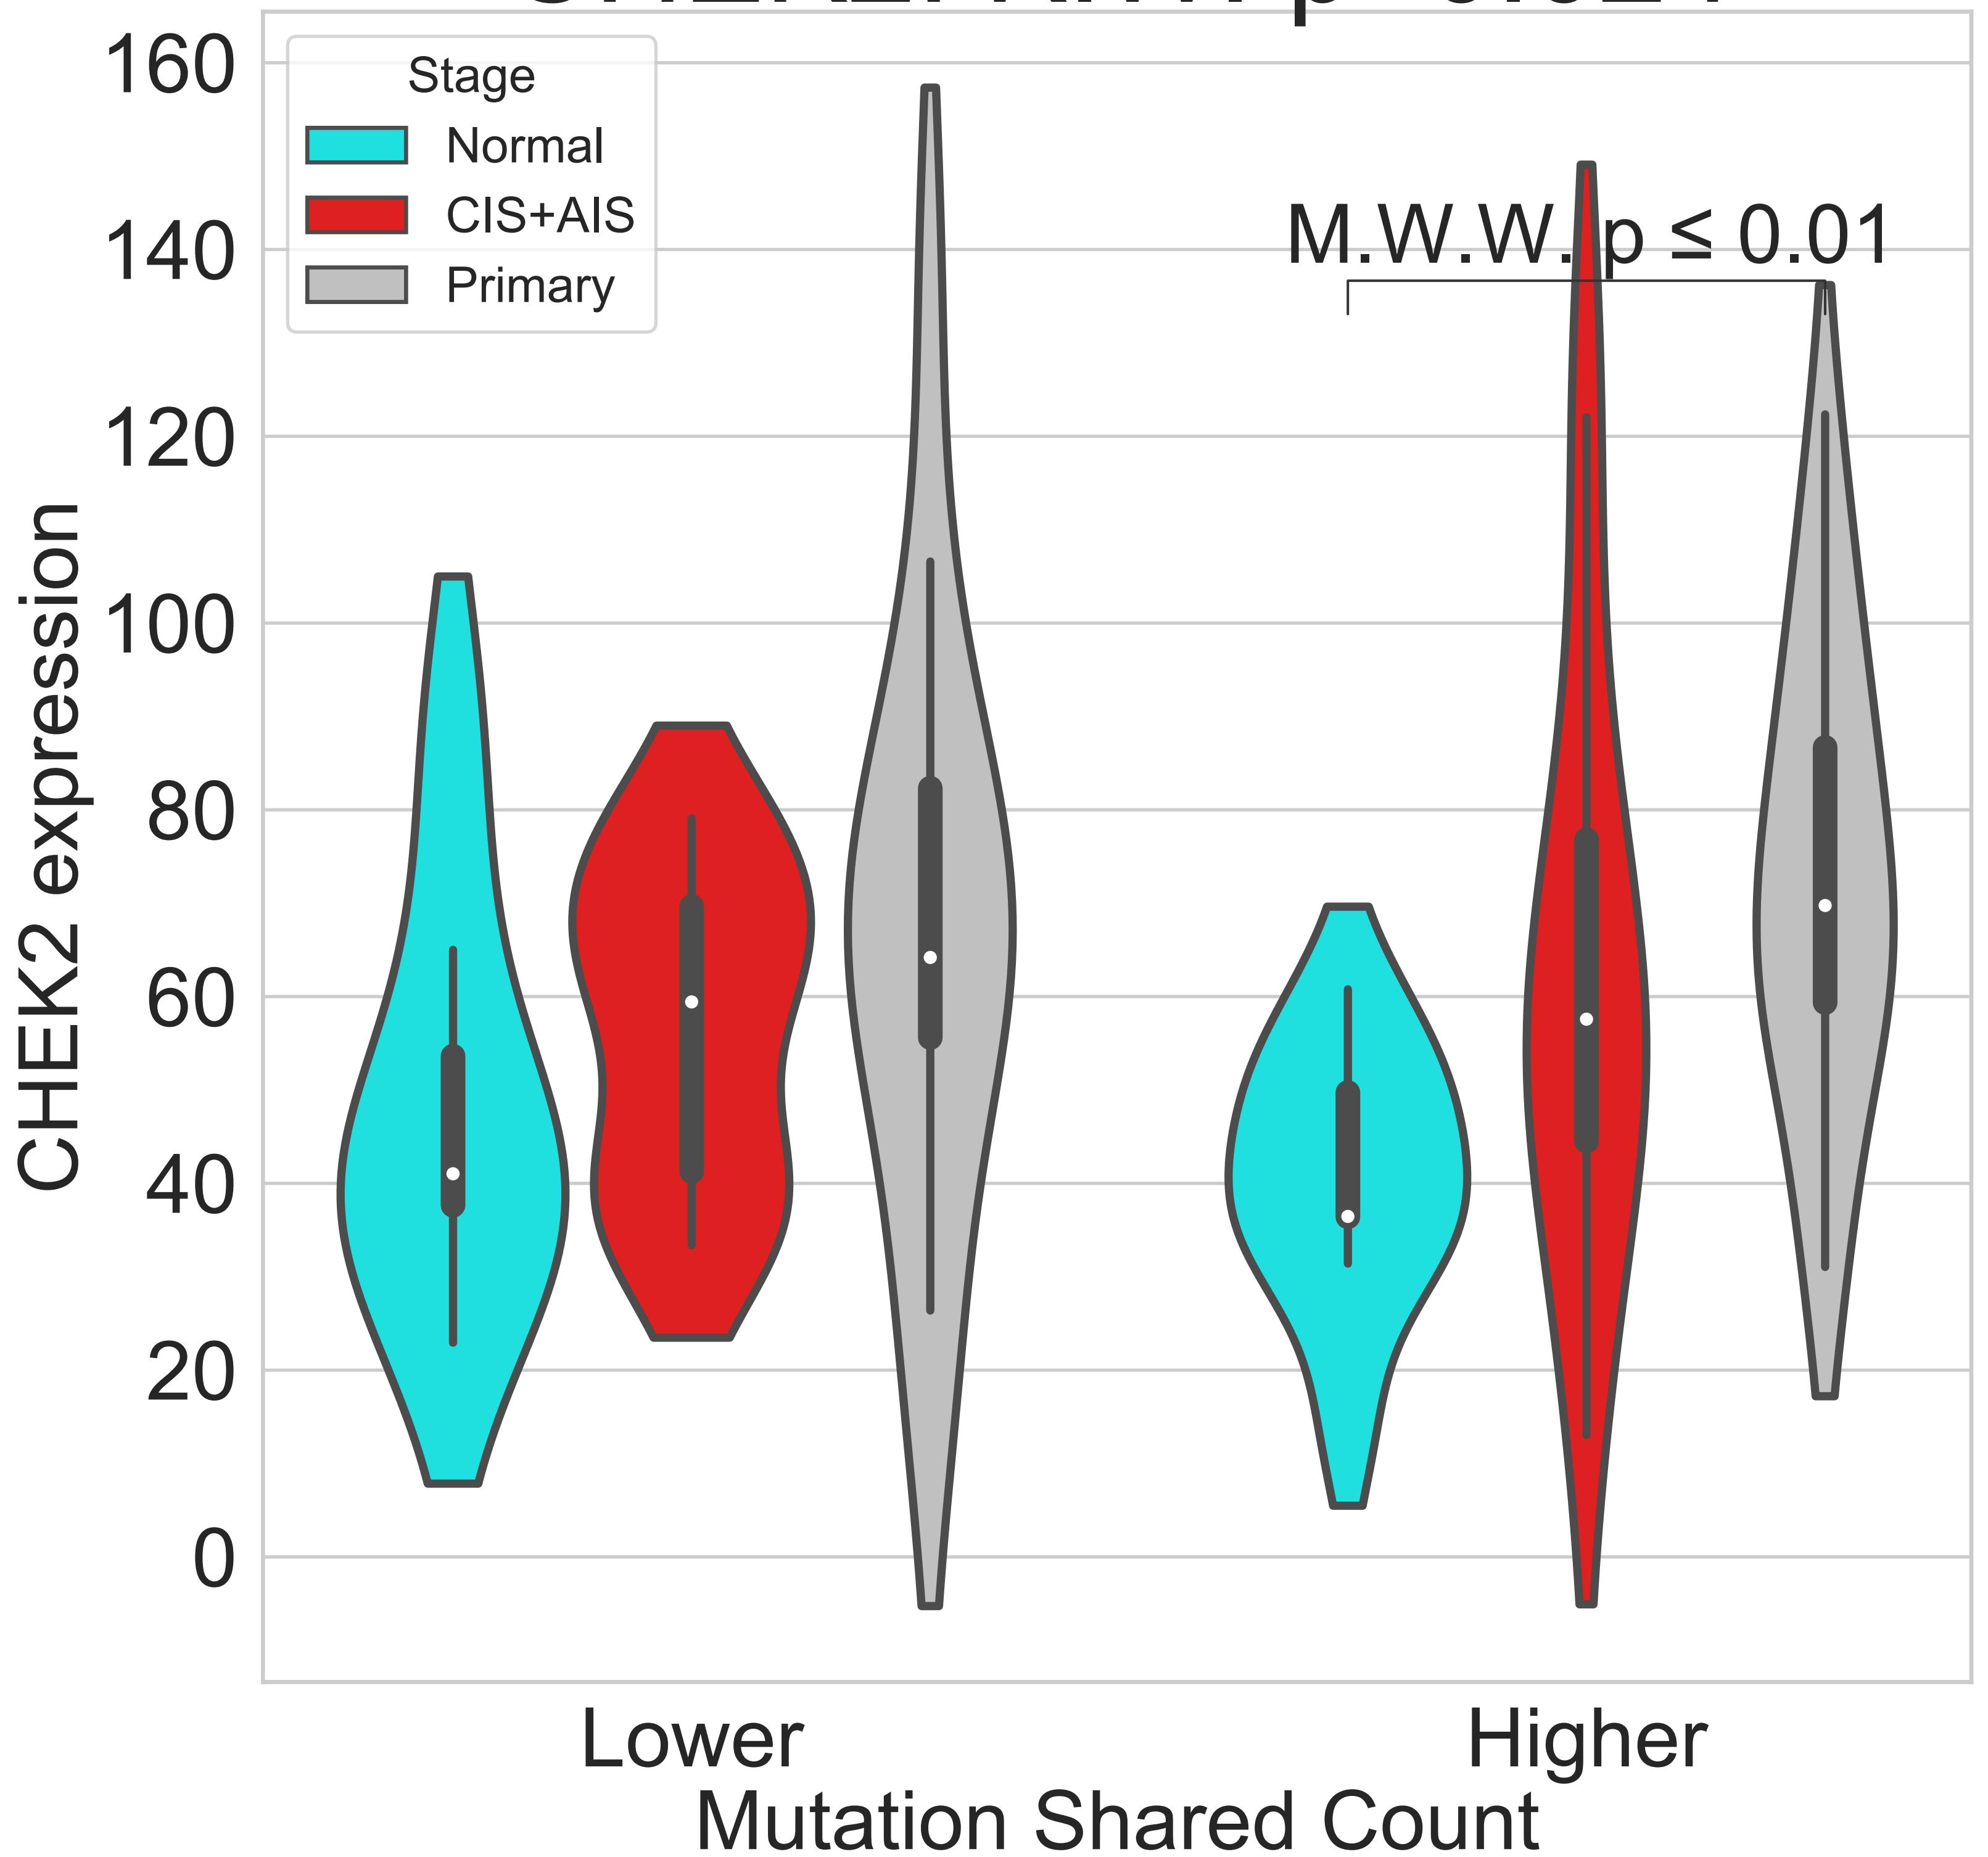 Stage
Normal
CIS+AIS
Primary
M.W.W. p ≤ 0.01
160
140
120
100
80
60
40
20
0
CHEK2 expression
Lower
Higher
Mutation Shared Count